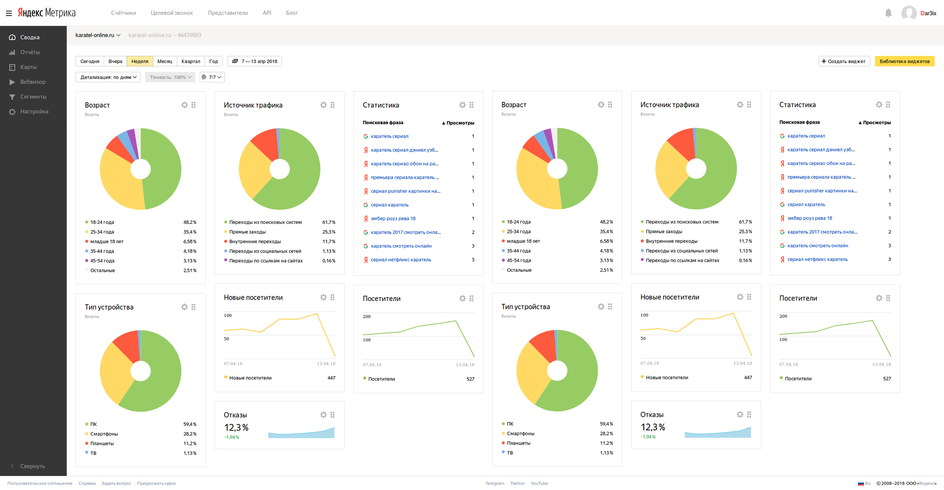 Яндекс Метрика
Счётчики Целевой звонок Представители API Блог
Dar3ix
Сводка
Отчёты
Карты
Вебвизор
Сегменты
Настройка
Свернуть
karatel-online.ru karatel-online.ru – 46439883
Сегодня Вчера Неделя Месяц Квартал Год 7 — 13 апр 2018
Создать виджет Библиотека виджетов
Детализация: по дням Точность: 100% 7/7
Возраст
Визиты
18-24 года 48,2%
25-34 года 35,4%
младше 18 лет 6,58%
35-44 года 4,18%
45-54 года 3,13%
Остальные 2,51%
Тип устройства
Визиты
ПК 59,4%
Смартфоны 28,2%
Планшеты 11,2%
ТВ 1,13%
Источник трафика
Визиты
Переходы из поисковых систем 61,7%
Прямые заходы 25,3%
Внутренние переходы 11,7%
Переходы из социальных сетей 1,13%
Переходы по ссылкам на сайтах 0,16%
Новые посетители
100
50
07.04.18 13.04.18
Новые посетители 447
Отказы
12,3%
-1,94%
Статистика
Поисковая фраза Просмотры
каратель сериал 1
каратель сериал дэниел уэб... 1
каратель сериаю обои на ра... 1
премьера сериала каратель ... 1
сериал punisher картинки на... 1
сериал каратель 1
эмбер роуз рева 18 1
каратель 2017 смотреть онла... 2
каратель смотреть онлайн 3
сериал нетфликс каратель 3
Посетители
200
100
07.04.18 13.04.18
Посетители 527
Возраст
Визиты
18-24 года 48,2%
25-34 года 35,4%
младше 18 лет 6,58%
35-44 года 4,18%
45-54 года 3,13%
Остальные 2,51%
Тип устройства
Визиты
ПК 59,4%
Смартфоны 28,2%
Планшеты 11,2%
ТВ 1,13%
Источник трафика
Визиты
Переходы из поисковых систем 61,7%
Прямые заходы 25,3%
Внутренние переходы 11,7%
Переходы из социальных сетей 1,13%
Переходы по ссылкам на сайтах 0,16%
Новые посетители
100
50
07.04.18 13.04.18
Новые посетители 447
Отказы
12,3%
-1,94%
Статистика
Поисковая фраза Просмотры
каратель сериал 1
каратель сериал дэниел уэб... 1
каратель сериаю обои на ра... 1
премьера сериала каратель ... 1
сериал punisher картинки на... 1
сериал каратель 1
эмбер роуз рева 18 1
каратель 2017 смотреть онла... 2
каратель смотреть онлайн 3
сериал нетфликс каратель 3
Посетители
200
100
07.04.18 13.04.18
Посетители 527
Пользовательское соглашение Справка Задать вопрос Предложить идею Telegram Twitter YouTube Ru © 2008–2018 ООО «Яндекс»